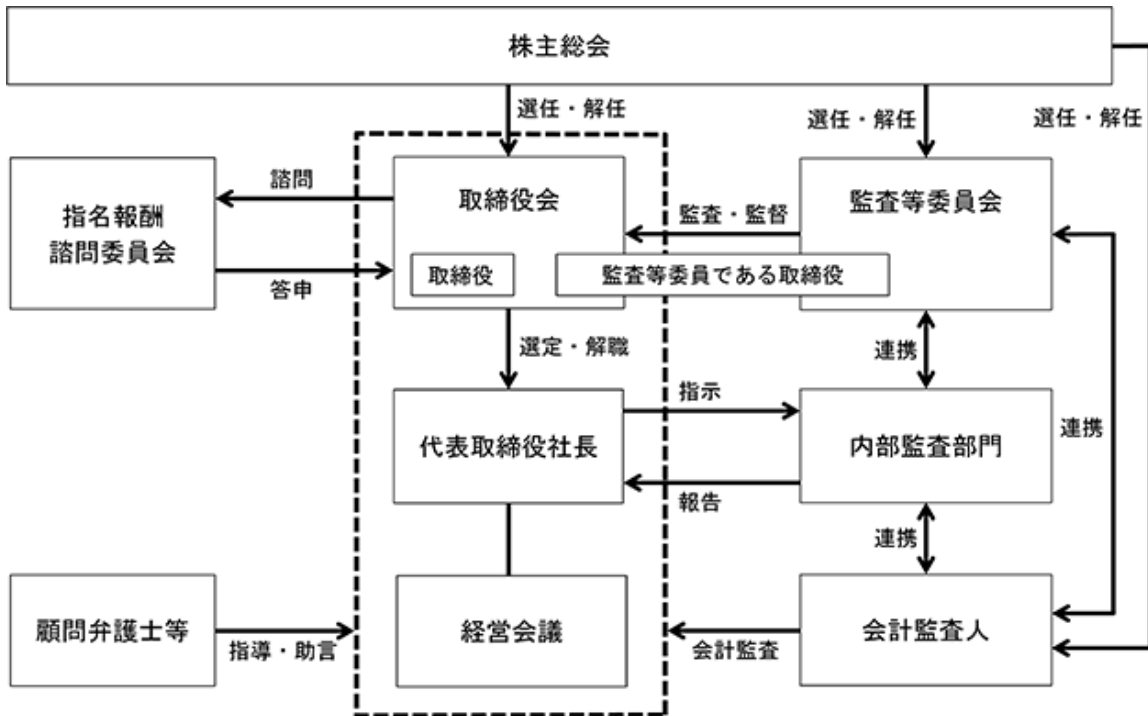 株主総会
選任・解任
選任・解任
選任・解任
指名報酬
諮問委員会
諮問
答申
取締役会
取締役
監査等委員である取締役
監査・監督
監査等委員会
選定・解職
連携
代表取締役社長
指示
報告
内部監査部門
連携
連携
顧問弁護士等
指導・助言
経営会議
会計監査
会計監査人